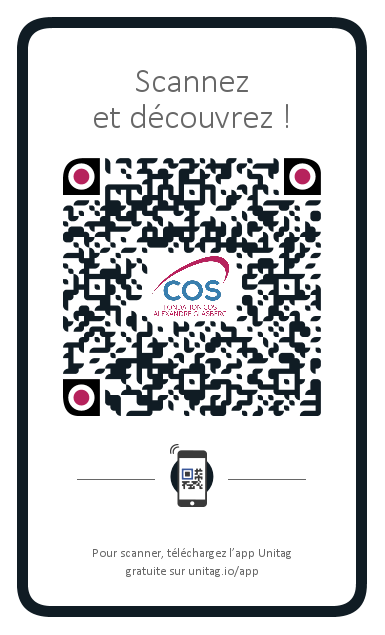 Scannez
et découvrez !
COS
FONDATION COS
ALEXANDRE GLASBERG
Pour scanner, téléchargez l'app Unitag
gratuite sur unitag.io/app